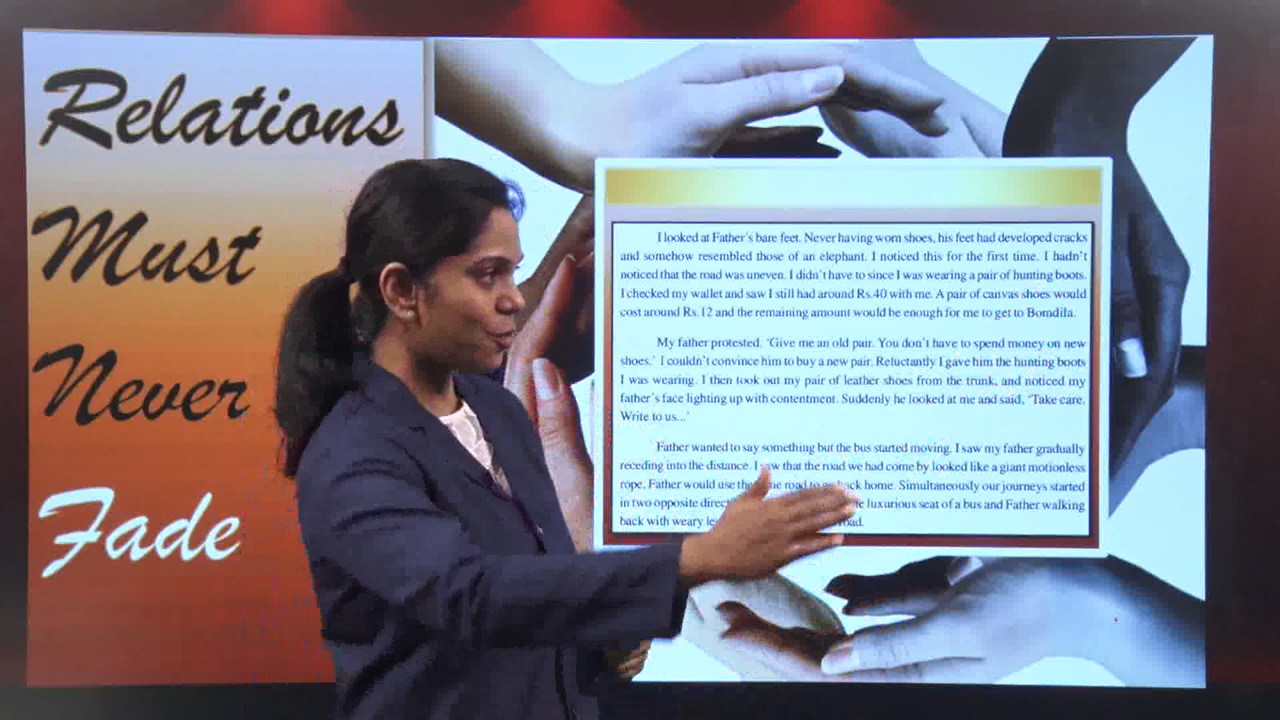 Relations
Must
Never
Fade
I looked at Father's bare feet. Never having worn shoes, his feet had developed cracks
and somehow resembled those of an elephant. I noticed this for the first time. I hadn't
noticed that the road was uneven. I didn't have to since I was wearing a pair of hunting boots.
I checked my wallet and saw I still had around Rs.40 with me. A pair of canvas shoes would
cost around Rs.12 and the remaining amount would be enough for me to get to Bomdila.
My father protested. 'Give me an old pair. You don't have to spend money on new
shoes.' I couldn't convince him to buy a new pair. Reluctantly I gave him the hunting boots
I was wearing. I then took out my pair of leather shoes from the trunk, and noticed my
father's face lighting up with contentment. Suddenly he looked at me and said, 'Take care.
Write to us...'
Father wanted to say something but the bus started moving. I saw my father gradually
receding into the distance. I saw that the road we had come by looked like a giant motionless
rope, Father would use the road to back home. Simultaneously our journeys started
in two opposite luxurious seat of a bus and Father walking
back with weary road.